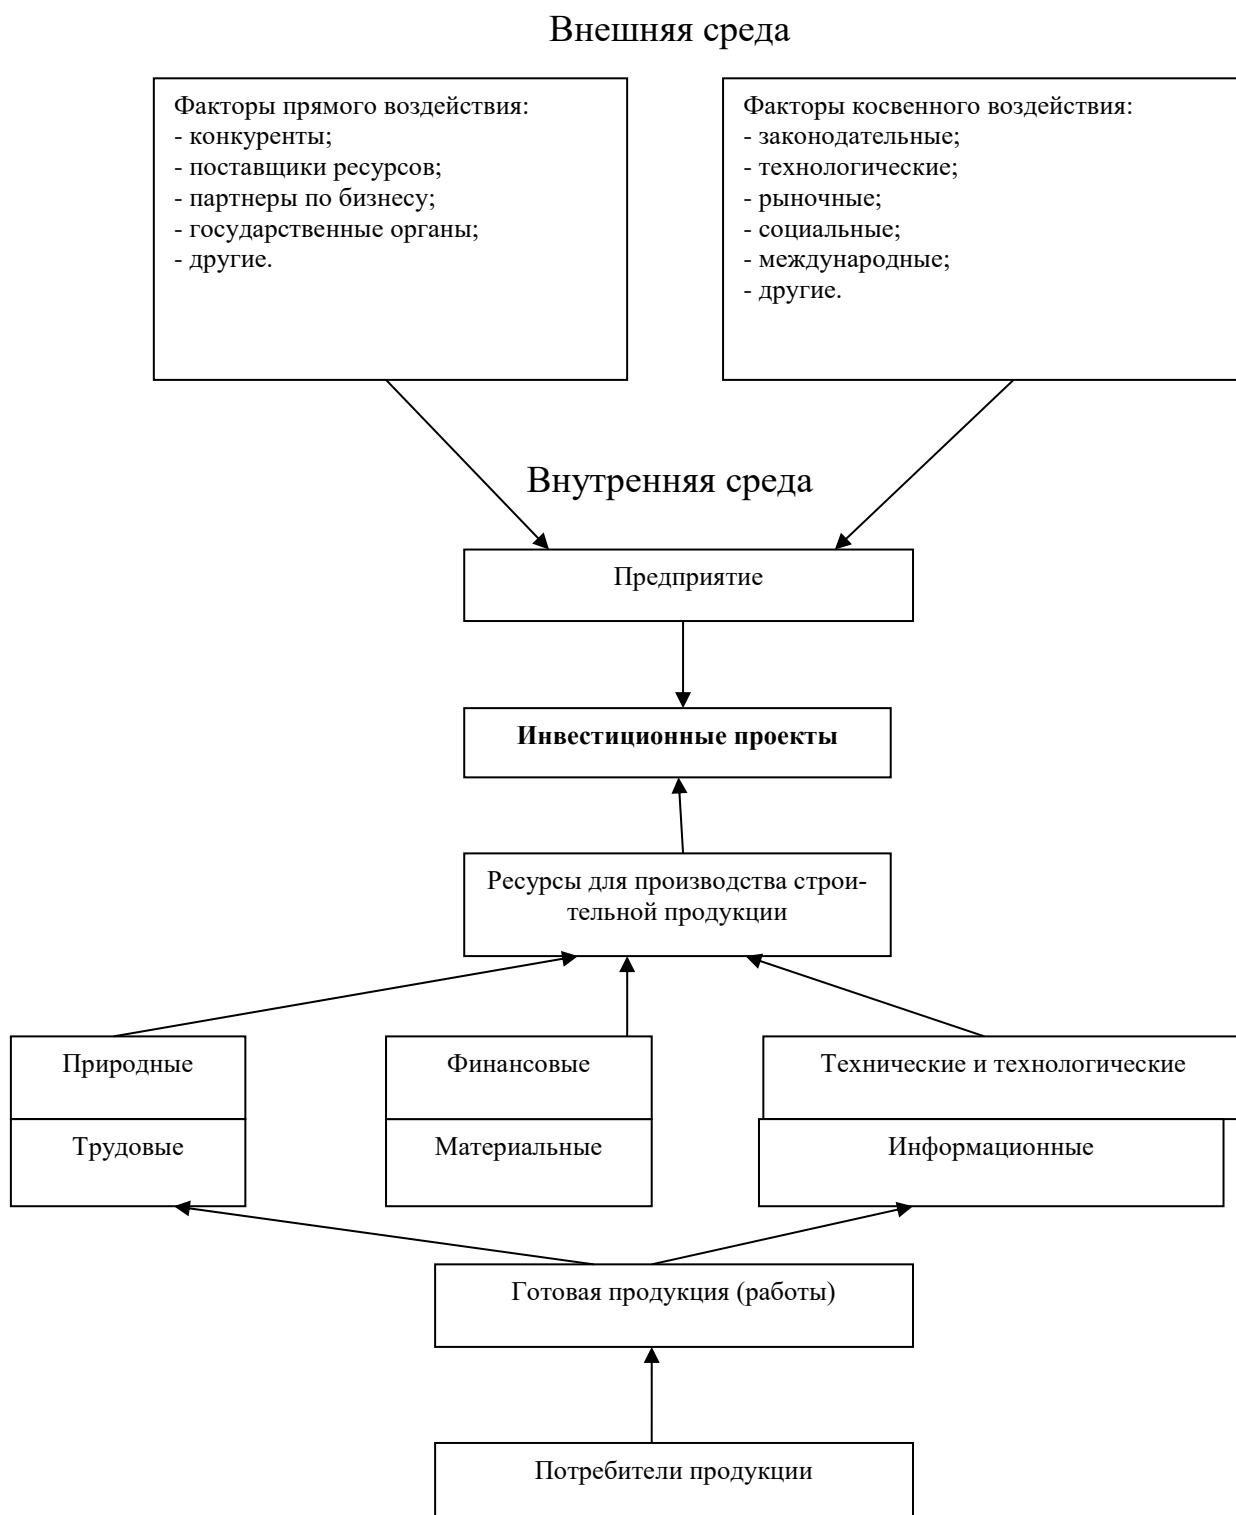 Внешняя среда
Факторы прямого воздействия:
- конкуренты;
- поставщики ресурсов;
- партнеры по бизнесу;
- государственные органы;
- другие.
Факторы косвенного воздействия:
- законодательные;
- технологические;
- рыночные;
- социальные;
- международные;
- другие.
Внутренняя среда
Предприятие
Инвестиционные проекты
Ресурсы для производства строи-
тельной продукции
Природные
Финансовые
Технические и технологические
Трудовые
Материальные
Информационные
Готовая продукция (работы)
Потребители продукции